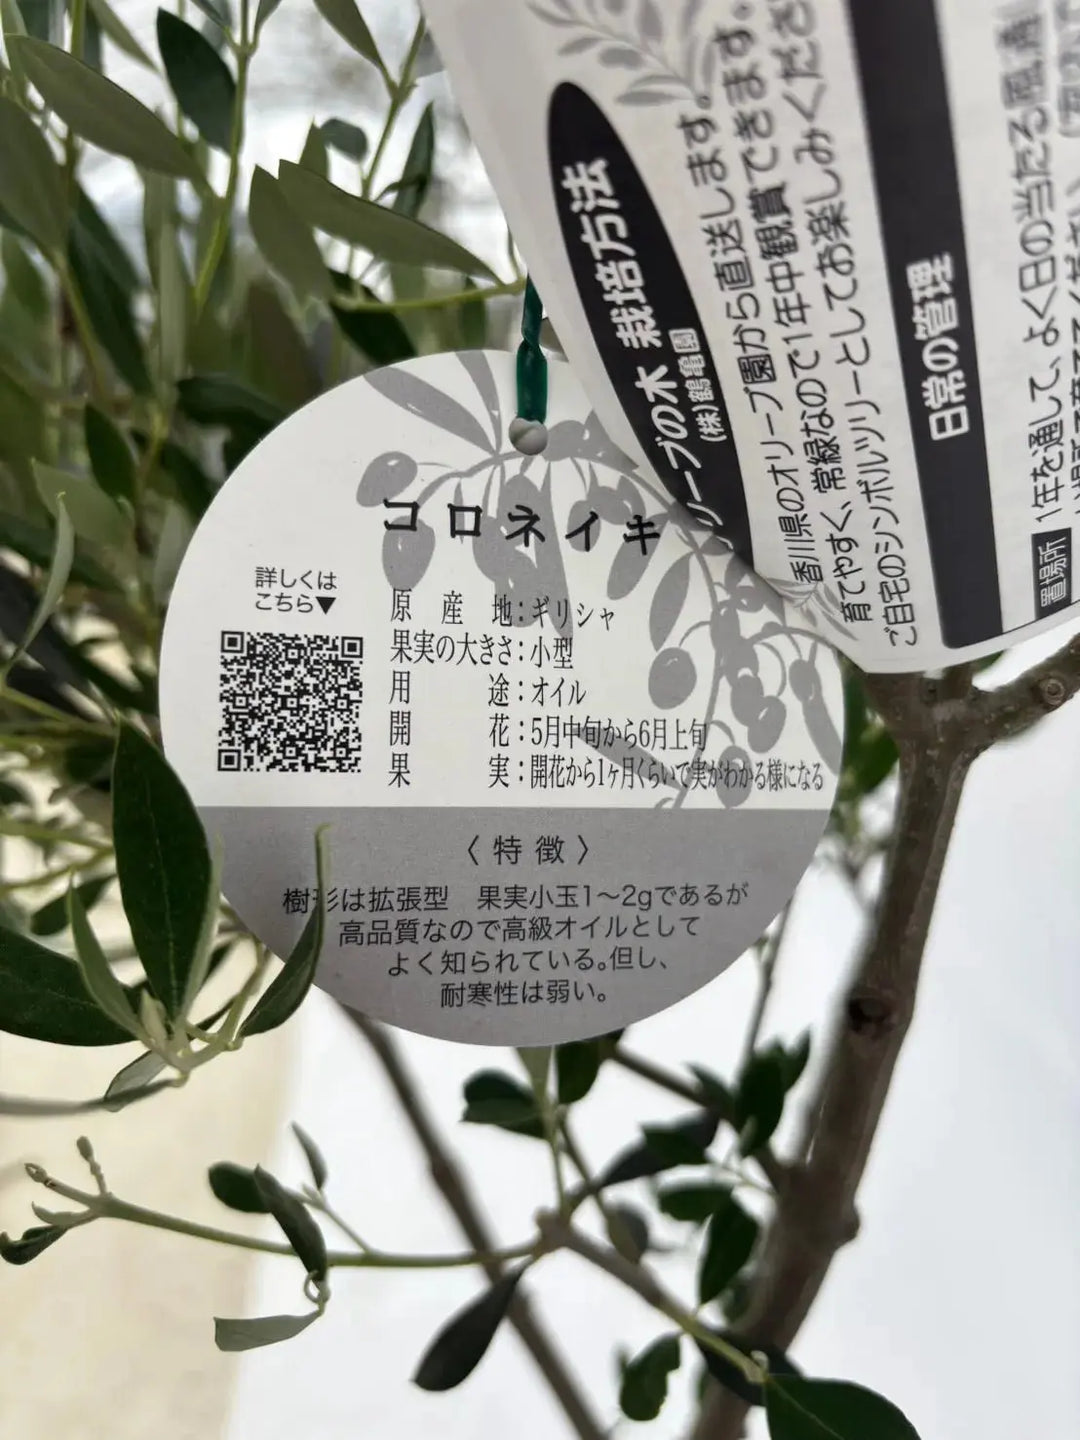 コロネイキ
詳しくは
こちら▼
原産地:ギリシャ
果実の大きさ:小型
用途:オイル
開花:5月中旬から6月上旬
果実:開花から1ヶ月くらいで実がわかる様になる
〈特徴〉
樹形は拡張型 果実小玉1〜2gであるが
高品質なので高級オイルとして
よく知られている。但し、
耐寒性は弱い。
リーブの木 栽培方法
(株)鶴亀園
香川県のオリーブ園から直送します。
育てやすく、常緑なので1年中観賞できます。
ご自宅のシンボルツリーとしてお楽しみくださ
日常の管理
置場所
1年を通して、よく日の当たる風通し